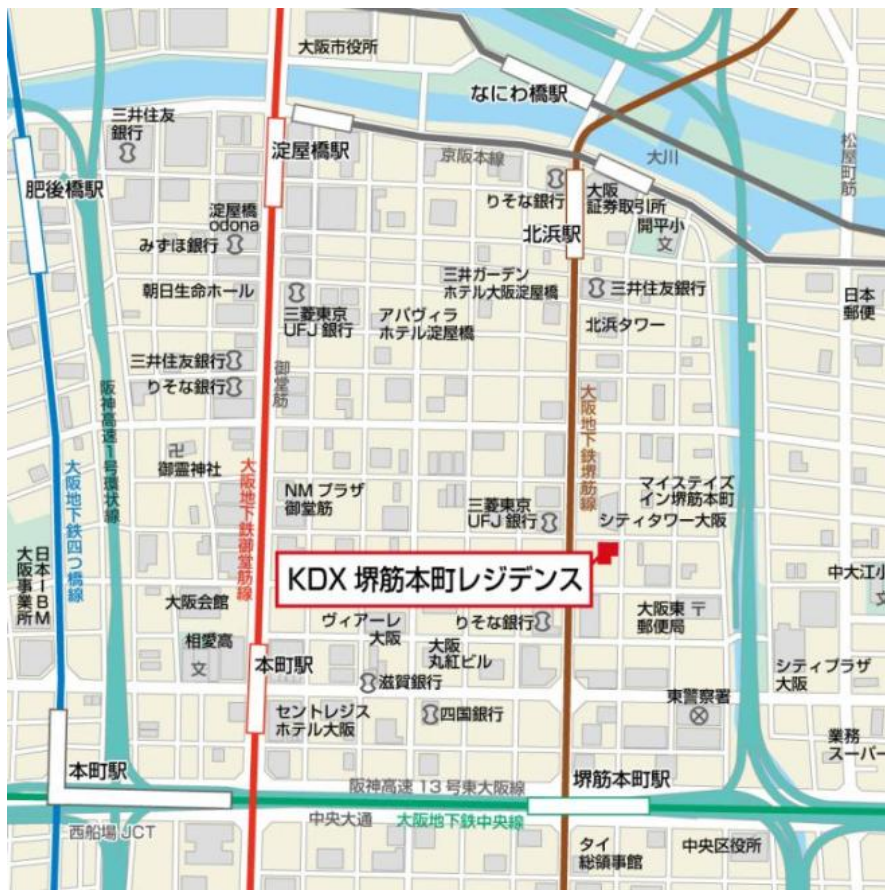 大阪市役所
なにわ橋駅
三井住友
銀行
淀屋橋駅
京阪本線
大川
松屋町筋
肥後橋駅
りそな銀行
大阪
証券取引所
淀屋橋
odona
北浜駅
開平小
文
みずほ銀行
三井ガーデン
ホテル大阪淀屋橋
朝日生命ホール
三井住友銀行
日本
郵便
三菱東京
UFJ 銀行
アパヴィラ
ホテル淀屋橋
北浜タワー
三井住友銀行
りそな銀行
御堂筋
阪神高速1号環状線
大阪地下鉄堺筋線
御霊神社
大阪地下鉄四つ橋線
大阪地下鉄御堂筋線
NM プラザ
御堂筋
三菱東京
UFJ 銀行
マイステイズ
イン堺筋本町
シティタワー大阪
日本IBM
大阪事業所
KDX 堺筋本町レジデンス
中大江小
文
大阪会館
ヴィアーレ
大阪
りそな銀行
大阪東
郵便局
相愛高
文
本町駅
大阪
丸紅ビル
シティプラザ
大阪
滋賀銀行
東警察署
セントレジス
ホテル大阪
四国銀行
業務
スーパー
本町駅
阪神高速 13 号東大阪線
堺筋本町駅
西船場 JCT
中央大通
大阪地下鉄中央線
タイ
総領事館
中央区役所